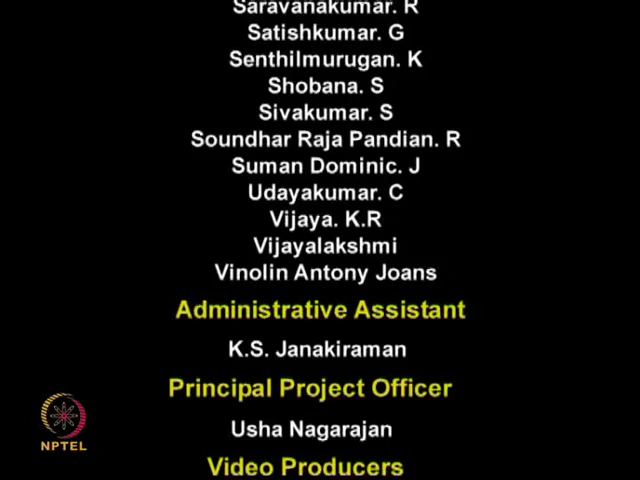 Saravanakumar. R
Satishkumar. G
Senthilmurugan. K
Shobana. S
Sivakumar. S
Soundhar Raja Pandian. R
Suman Dominic. J
Udayakumar. C
Vijaya. K.R
Vijayalakshmi
Vinolin Antony Joans
Administrative Assistant
K.S. Janakiraman
Principal Project Officer
Usha Nagarajan
Video Producers
NPTEL